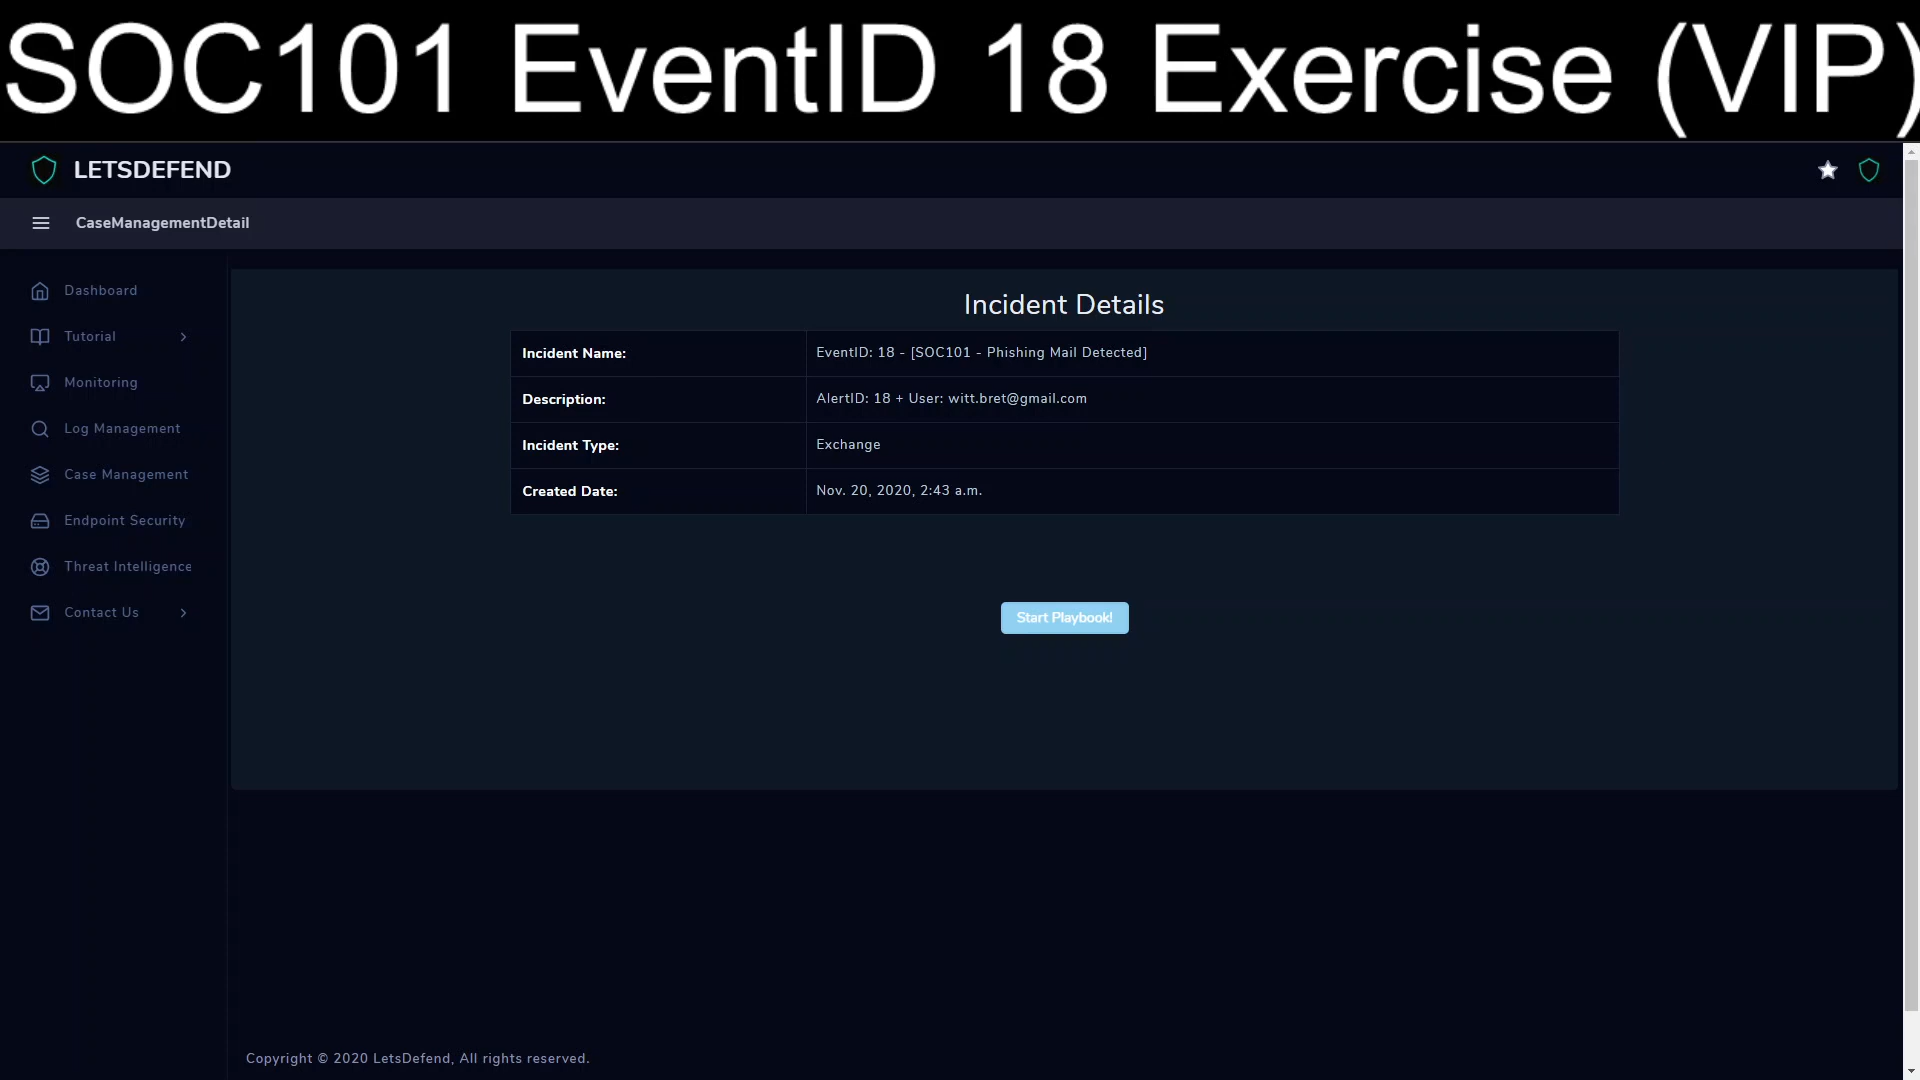 SOC101 EventID 18 Exercise (VIP)
LETSDEFEND
CaseManagementDetail
Dashboard
Tutorial
Monitoring
Log Management
Case Management
Endpoint Security
Threat Intelligence
Contact Us
Incident Details
Incident Name: EventID: 18 - [SOC101 - Phishing Mail Detected]
Description: AlertID: 18 + User: witt.bret@gmail.com
Incident Type: Exchange
Created Date: Nov. 20, 2020, 2:43 a.m.
Start Playbook!
Copyright © 2020 LetsDefend, All rights reserved.